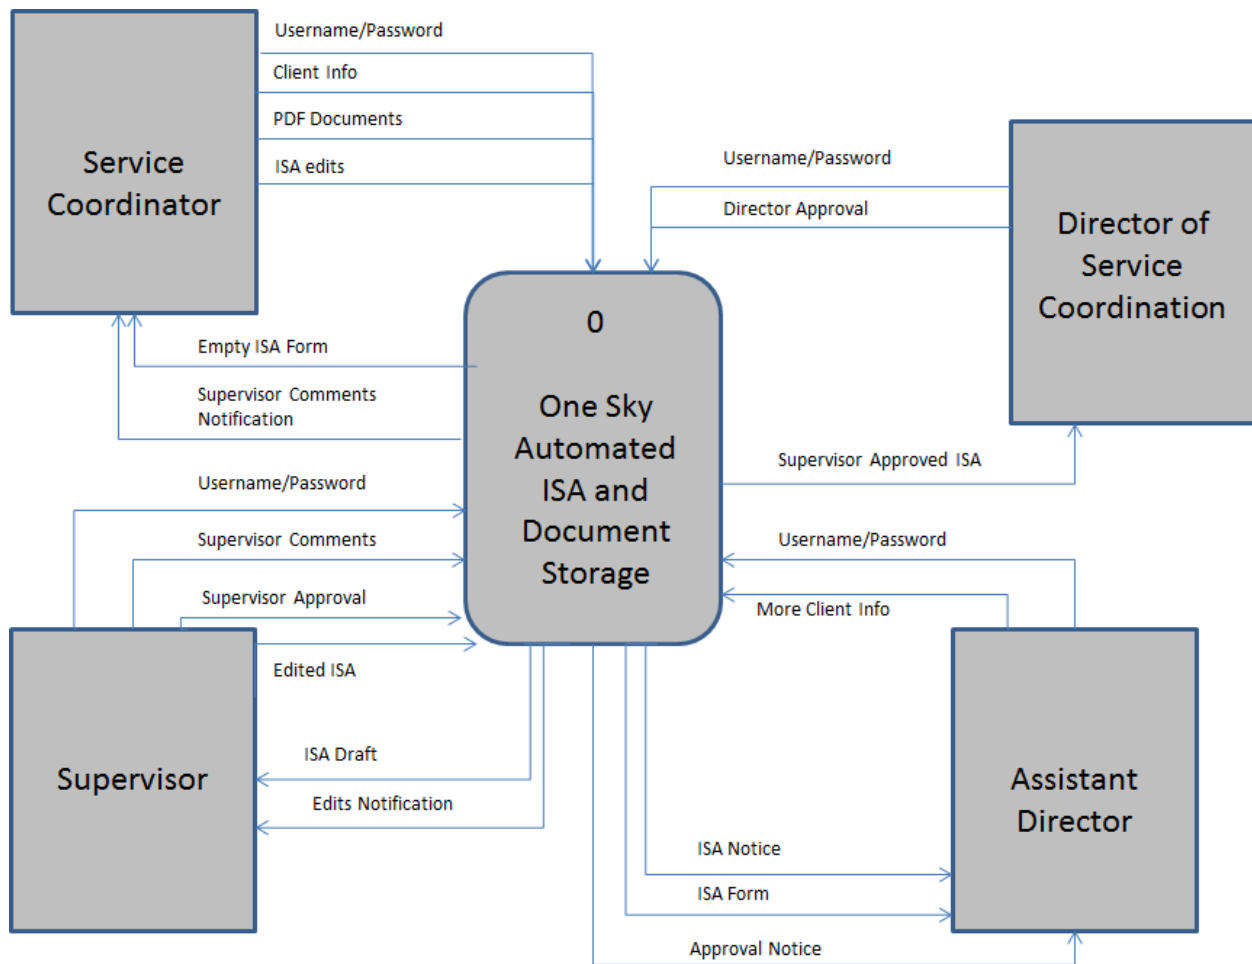 Username/Password
Client Info
PDF Documents
ISA edits
Service
Coordinator
Username/Password
Director Approval
Director of
Service
Coordination
0
One Sky
Automated
ISA and
Document
Storage
Empty ISA Form
Supervisor Comments
Notification
Supervisor Approved ISA
Username/Password
Supervisor Comments
Supervisor Approval
Edited ISA
Username/Password
More Client Info
Supervisor
ISA Draft
Edits Notification
Assistant
Director
ISA Notice
ISA Form
Approval Notice